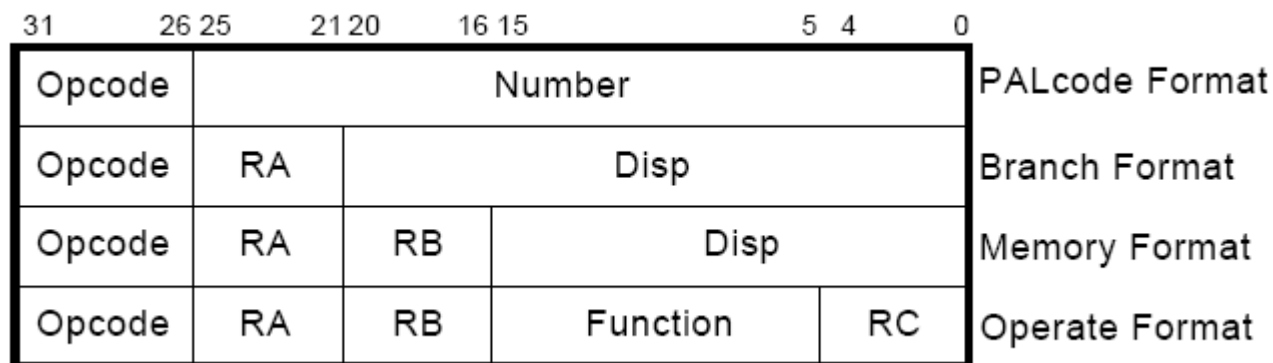 31 26 25 21 20 16 15 5 4 0
Opcode Number PALcode Format
Opcode RA Disp Branch Format
Opcode RA RB Disp Memory Format
Opcode RA RB Function RC Operate Format